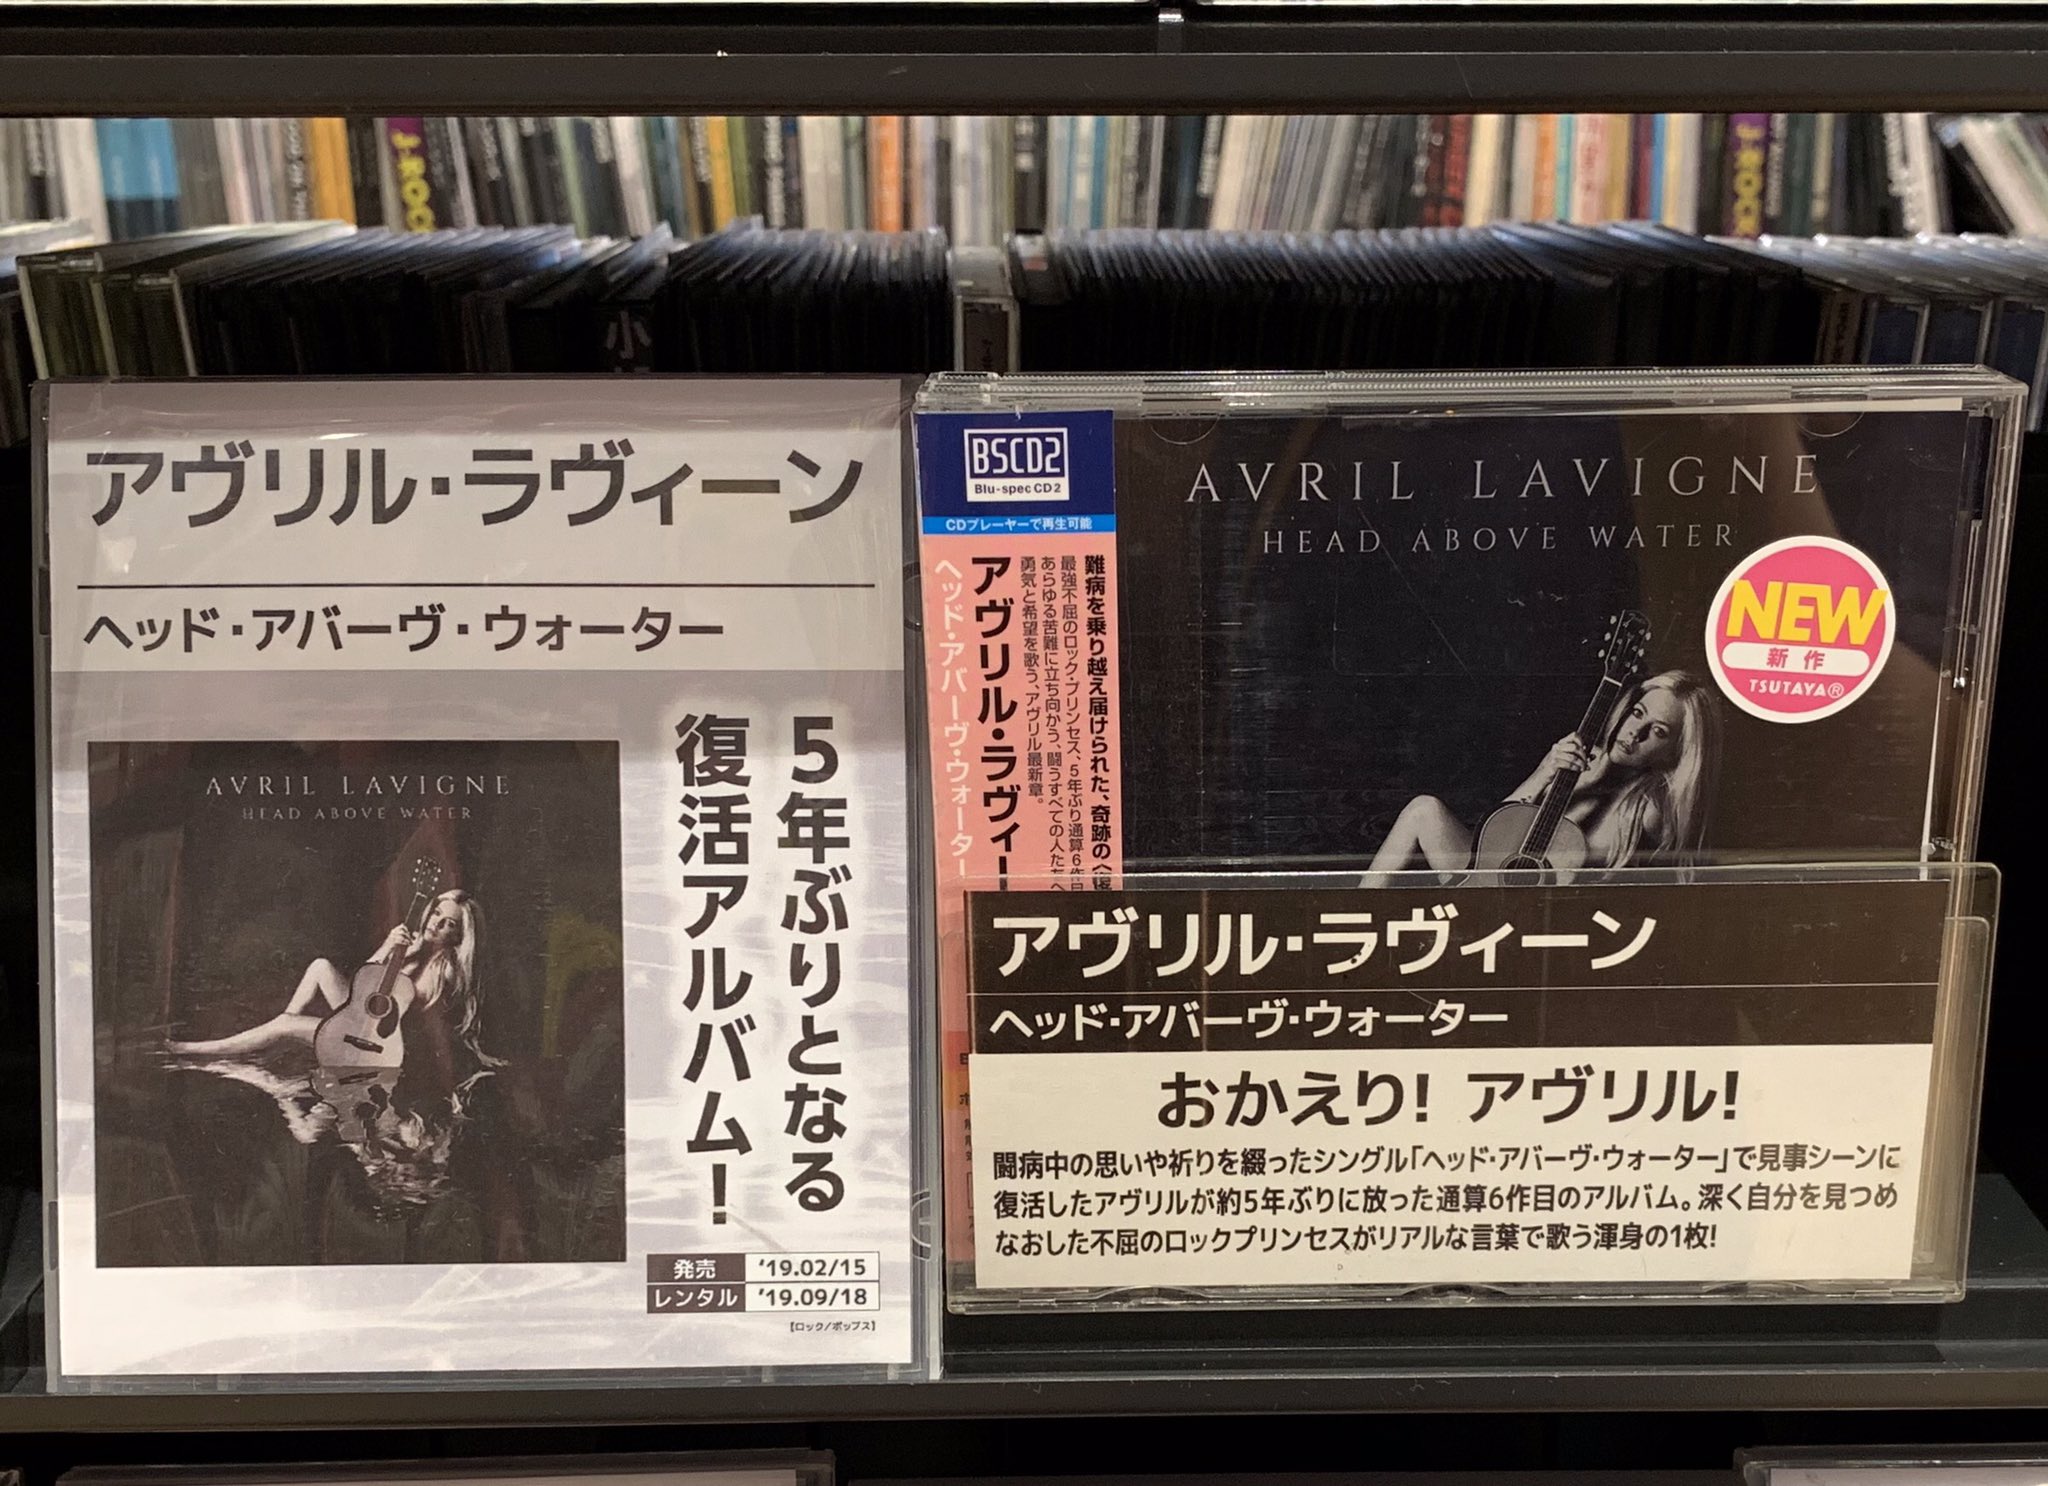 J-ROCK
J-ROCK
小
アヴリル・ラヴィーン
ヘッド・アバーヴ・ウォーター
5年ぶりとなる
復活アルバム!
AVRIL LAVIGNE
HEAD ABOVE WATER
発売 '19.02/15
レンタル '19.09/18
【ロック/ポップス】
BSCD2
Blu-spec CD2
CDプレーヤーで再生可能
難病を乗り越え届けられた、奇跡の〈復
最強不屈のロック・プリンセス、5年ぶり通算6作目
あらゆる苦難に立ち向かう、闘うすべての人たちへ
勇気と希望を歌う、アヴリル最新章。
アヴリル・ラヴィー
ヘッド・アバーヴ・ウォーター
AVRIL LAVIGNE
HEAD ABOVE WATER
NEW
新作
TSUTAYA®
アヴリル・ラヴィーン
ヘッド・アバーヴ・ウォーター
おかえり! アヴリル!
闘病中の思いや祈りを綴ったシングル「ヘッド・アバーヴ・ウォーター」で見事シーンに
復活したアヴリルが約5年ぶりに放った通算6作目のアルバム。深く自分を見つめ
なおした不屈のロックプリンセスがリアルな言葉で歌う渾身の1枚!